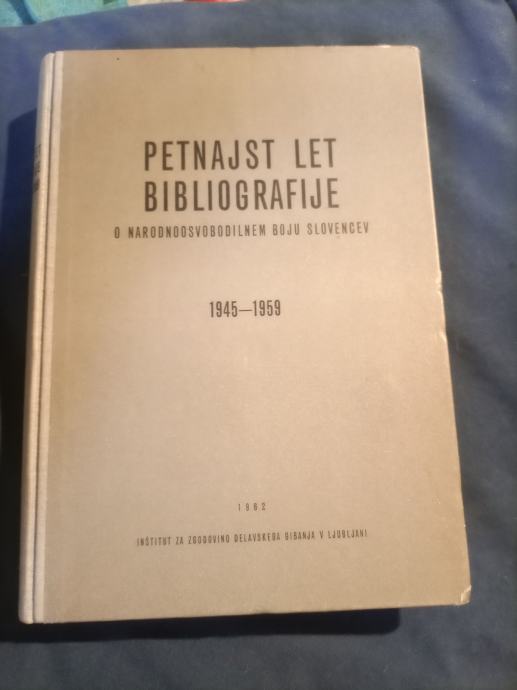 PETNAJST LET
BIBLIOGRAFIJE
O NARODNOOSVOBODILNEM BOJU SLOVENCEV
1945—1959
1962
INŠTITUT ZA ZGODOVINO DELAVSKEGA GIBANJA V LJUBLJANI